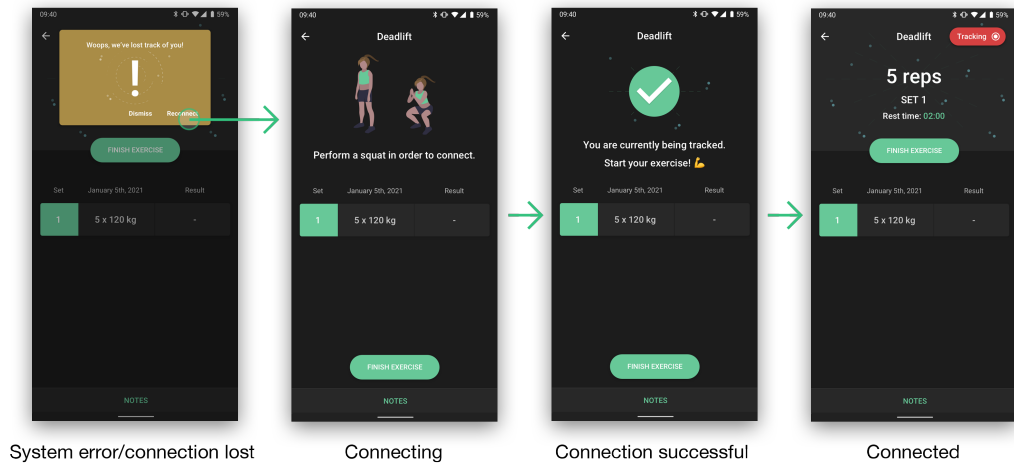 09:40
59%
Woops, we've lost track of you!
Dismiss Reconnect
FINISH EXERCISE
Set January 5th, 2021 Result
1 5 x 120 kg -
NOTES
System error/connection lost
09:40
59%
Deadlift
Perform a squat in order to connect.
Set January 5th, 2021 Result
1 5 x 120 kg -
FINISH EXERCISE
NOTES
Connecting
09:40
59%
Deadlift
You are currently being tracked.
Start your exercise! 💪
Set January 5th, 2021 Result
1 5 x 120 kg -
FINISH EXERCISE
NOTES
Connection successful
09:40
59%
Deadlift
Tracking
5 reps
SET 1
Rest time: 02:00
FINISH EXERCISE
Set January 5th, 2021 Result
1 5 x 120 kg -
NOTES
Connected